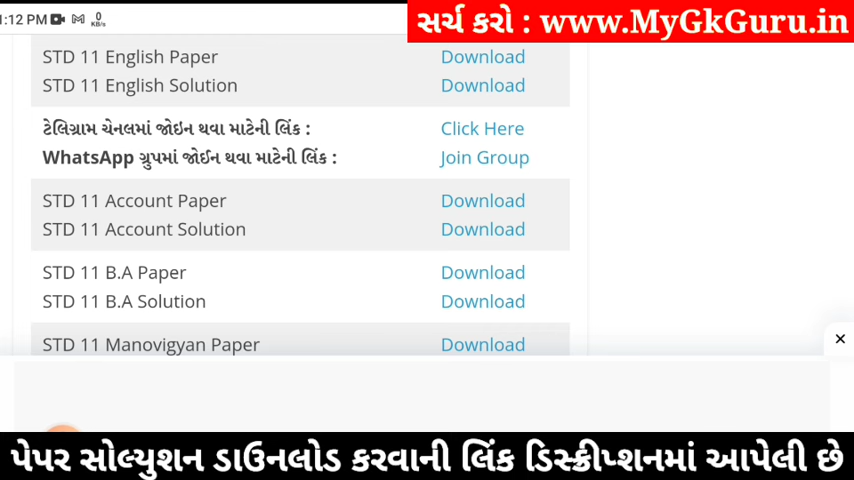 1:12 PM
0
KB/s
સર્ચ કરો : www.MyGkGuru.in
STD 11 English Paper Download
STD 11 English Solution Download
ટેલિગ્રામ ચેનલમાં જોઇન થવા માટેની લિંક : Click Here
WhatsApp ગ્રુપમાં જોઈન થવા માટેની લિંક : Join Group
STD 11 Account Paper Download
STD 11 Account Solution Download
STD 11 B.A Paper Download
STD 11 B.A Solution Download
STD 11 Manovigyan Paper Download
પેપર સોલ્યુશન ડાઉનલોડ કરવાની લિંક ડિસ્ક્રીપ્શનમાં આપેલી છે